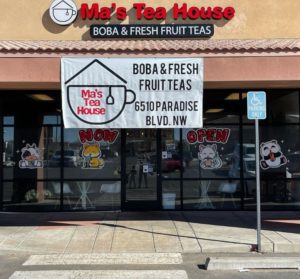 Ma's Tea House
BOBA & FRESH FRUIT TEAS
Ma's
Tea
House
BOBA & FRESH
FRUIT TEAS
6510 PARADISE
BLVD. NW
NOW
OPEN